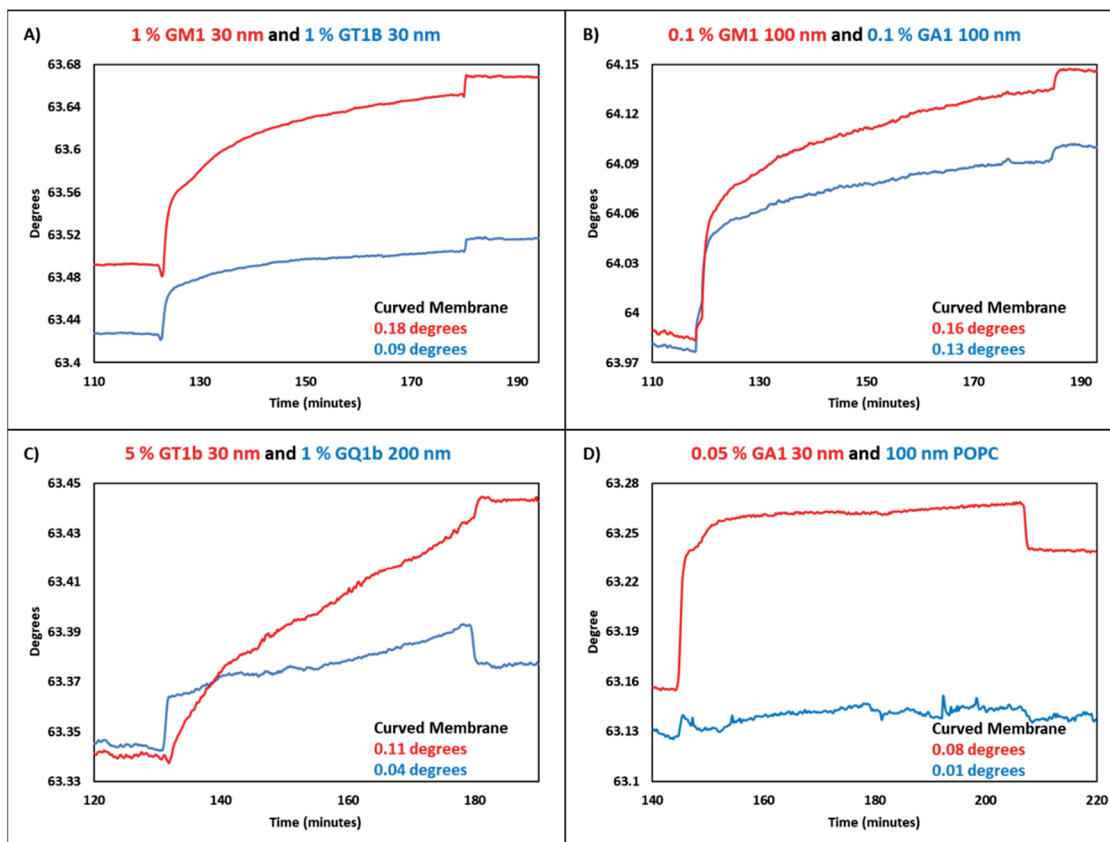 A)
1 % GM1 30 nm and 1 % GT1B 30 nm
63.68
63.64
63.6
63.56
63.52
63.48
63.44
63.4
Degrees
110 130 150 170 190
Time (minutes)
Curved Membrane
0.18 degrees
0.09 degrees
B)
0.1 % GM1 100 nm and 0.1 % GA1 100 nm
64.15
64.12
64.09
64.06
64.03
64
63.97
Degrees
110 130 150 170 190
Time (minutes)
Curved Membrane
0.16 degrees
0.13 degrees
C)
5 % GT1b 30 nm and 1 % GQ1b 200 nm
63.45
63.43
63.41
63.39
63.37
63.35
63.33
Degrees
120 140 160 180
Time (minutes)
Curved Membrane
0.11 degrees
0.04 degrees
D)
0.05 % GA1 30 nm and 100 nm POPC
63.28
63.25
63.22
63.19
63.16
63.13
63.1
Degree
140 160 180 200 220
Time (minutes)
Curved Membrane
0.08 degrees
0.01 degrees